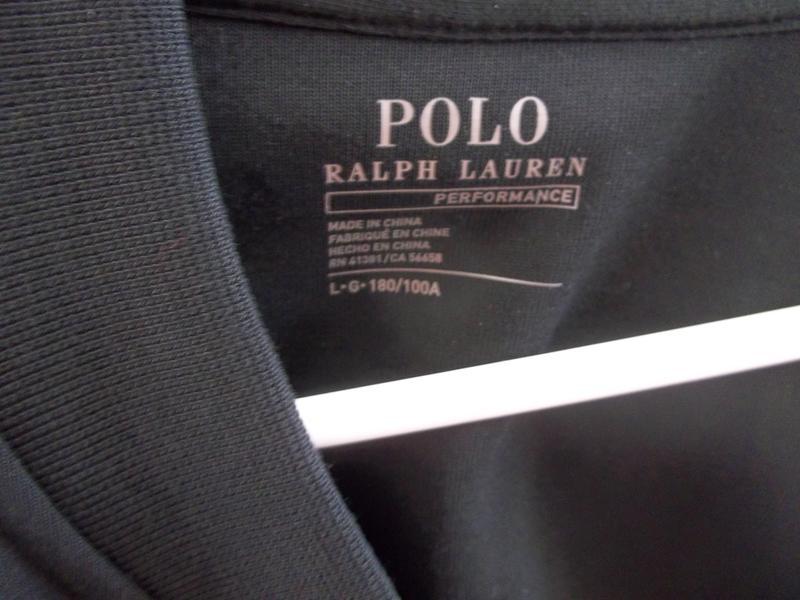 POLO
RALPH LAUREN
PERFORMANCE
MADE IN CHINA
FABRIQUÉ EN CHINE
HECHO EN CHINA
RN 41381/CA 56658
L•G•180/100A